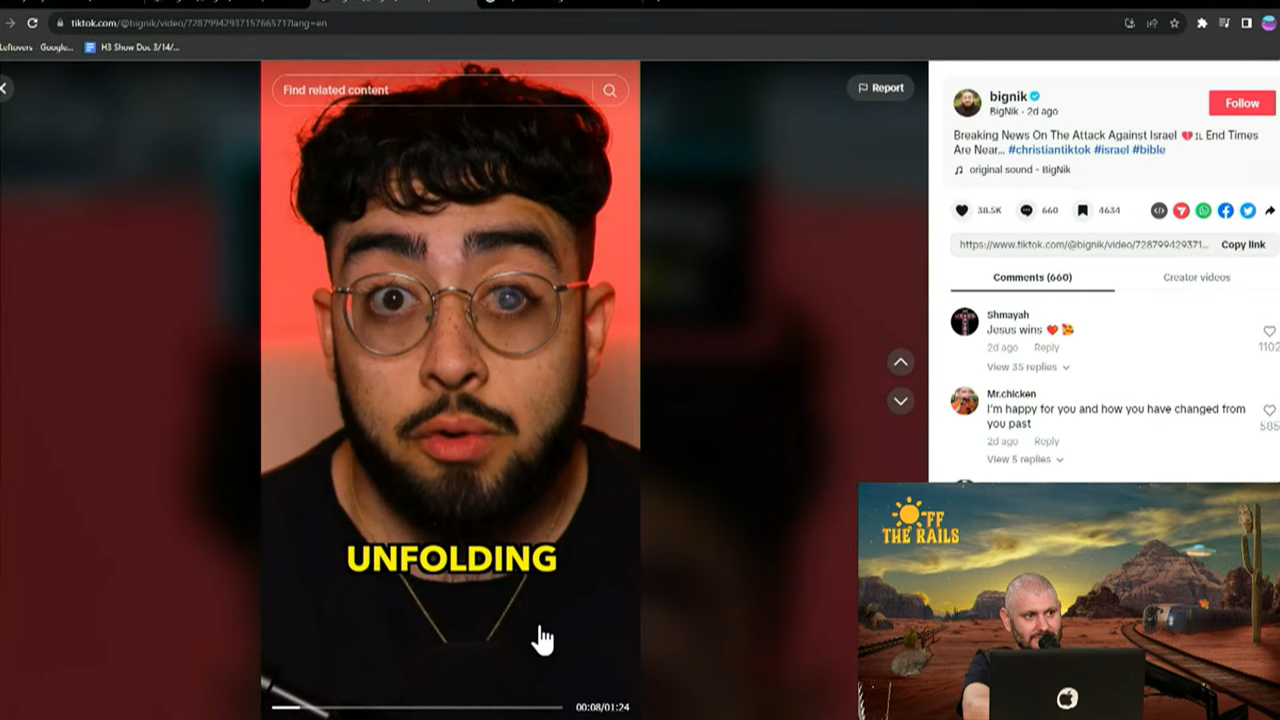 tiktok.com/@bignik/video/7287994293715766571?lang=en
Leftovers - Google...
H3 Show Doc 3/14/...
Find related content
Report
bignik
BigNik · 2d ago
Follow
Breaking News On The Attack Against Israel 💔🇮🇱 End Times
Are Near... #christiantiktok #israel #bible
original sound - BigNik
38.5K
660
4634
https://www.tiktok.com/@bignik/video/728799429371...
Copy link
Comments (660)
Creator videos
Shmayah
Jesus wins ❤️🥰
2d ago Reply
1102
View 35 replies
Mr.chicken
I'm happy for you and how you have changed from
you past
585
2d ago Reply
View 5 replies
UNFOLDING
OFF
THE RAILS
00:08/01:24